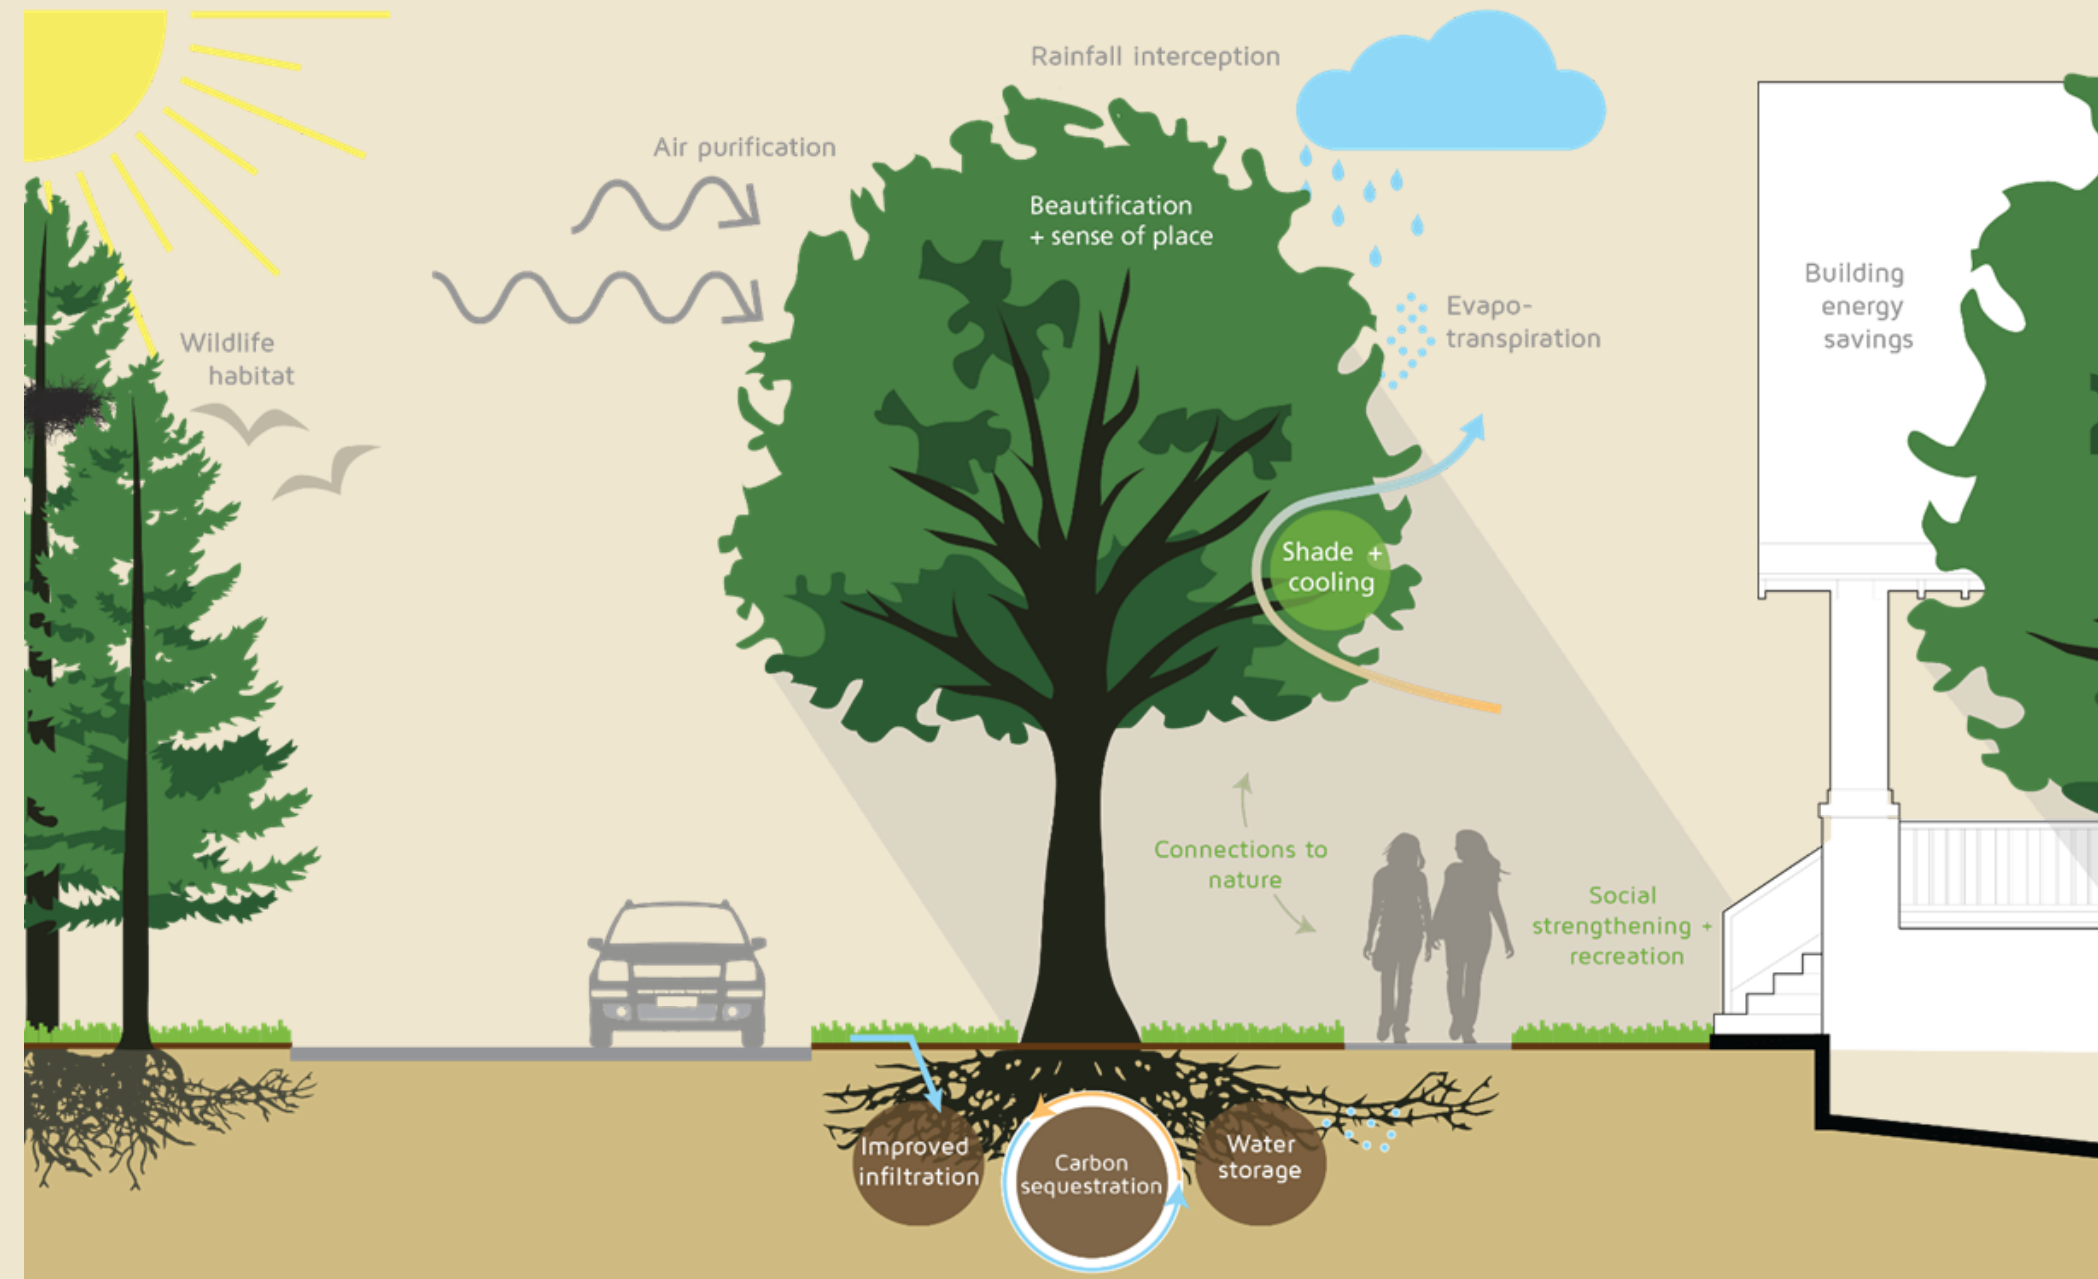 Rainfall interception
Air purification
Beautification
+ sense of place
Building
energy
savings
Evapo-
transpiration
Wildlife
habitat
Shade +
cooling
Connections to
nature
Social
strengthening +
recreation
Improved
infiltration
Carbon
sequestration
Water
storage